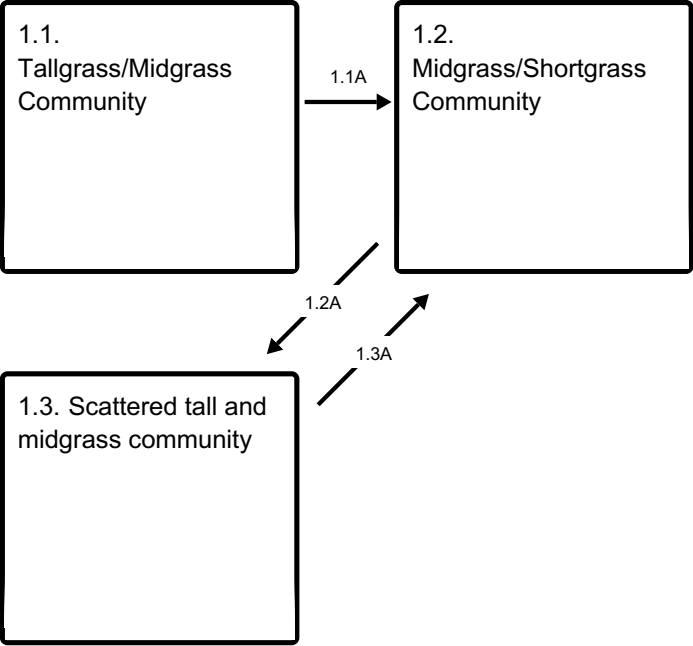 1.1.
Tallgrass/Midgrass
Community
1.1A
1.2.
Midgrass/Shortgrass
Community
1.2A
1.3A
1.3. Scattered tall and
midgrass community